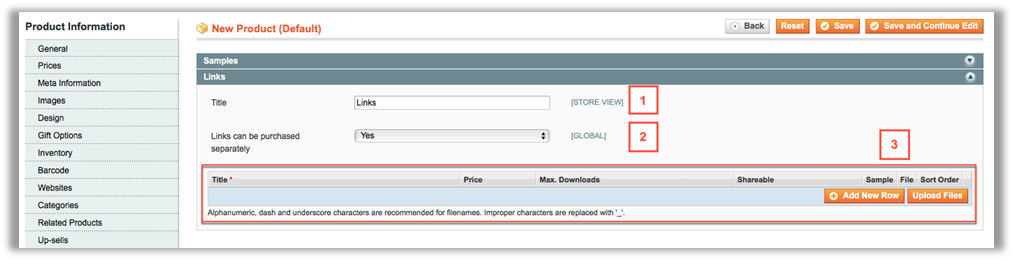 Product Information
General
Prices
Meta Information
Images
Design
Gift Options
Inventory
Barcode
Websites
Categories
Related Products
Up-sells
New Product (Default)
Back Reset Save Save and Continue Edit
Samples
Links
Title Links [STORE VIEW] 1
Links can be purchased separately Yes [GLOBAL] 2
3
Title * Price Max. Downloads Shareable Sample File Sort Order
Add New Row Upload Files
Alphanumeric, dash and underscore characters are recommended for filenames. Improper characters are replaced with '_'.